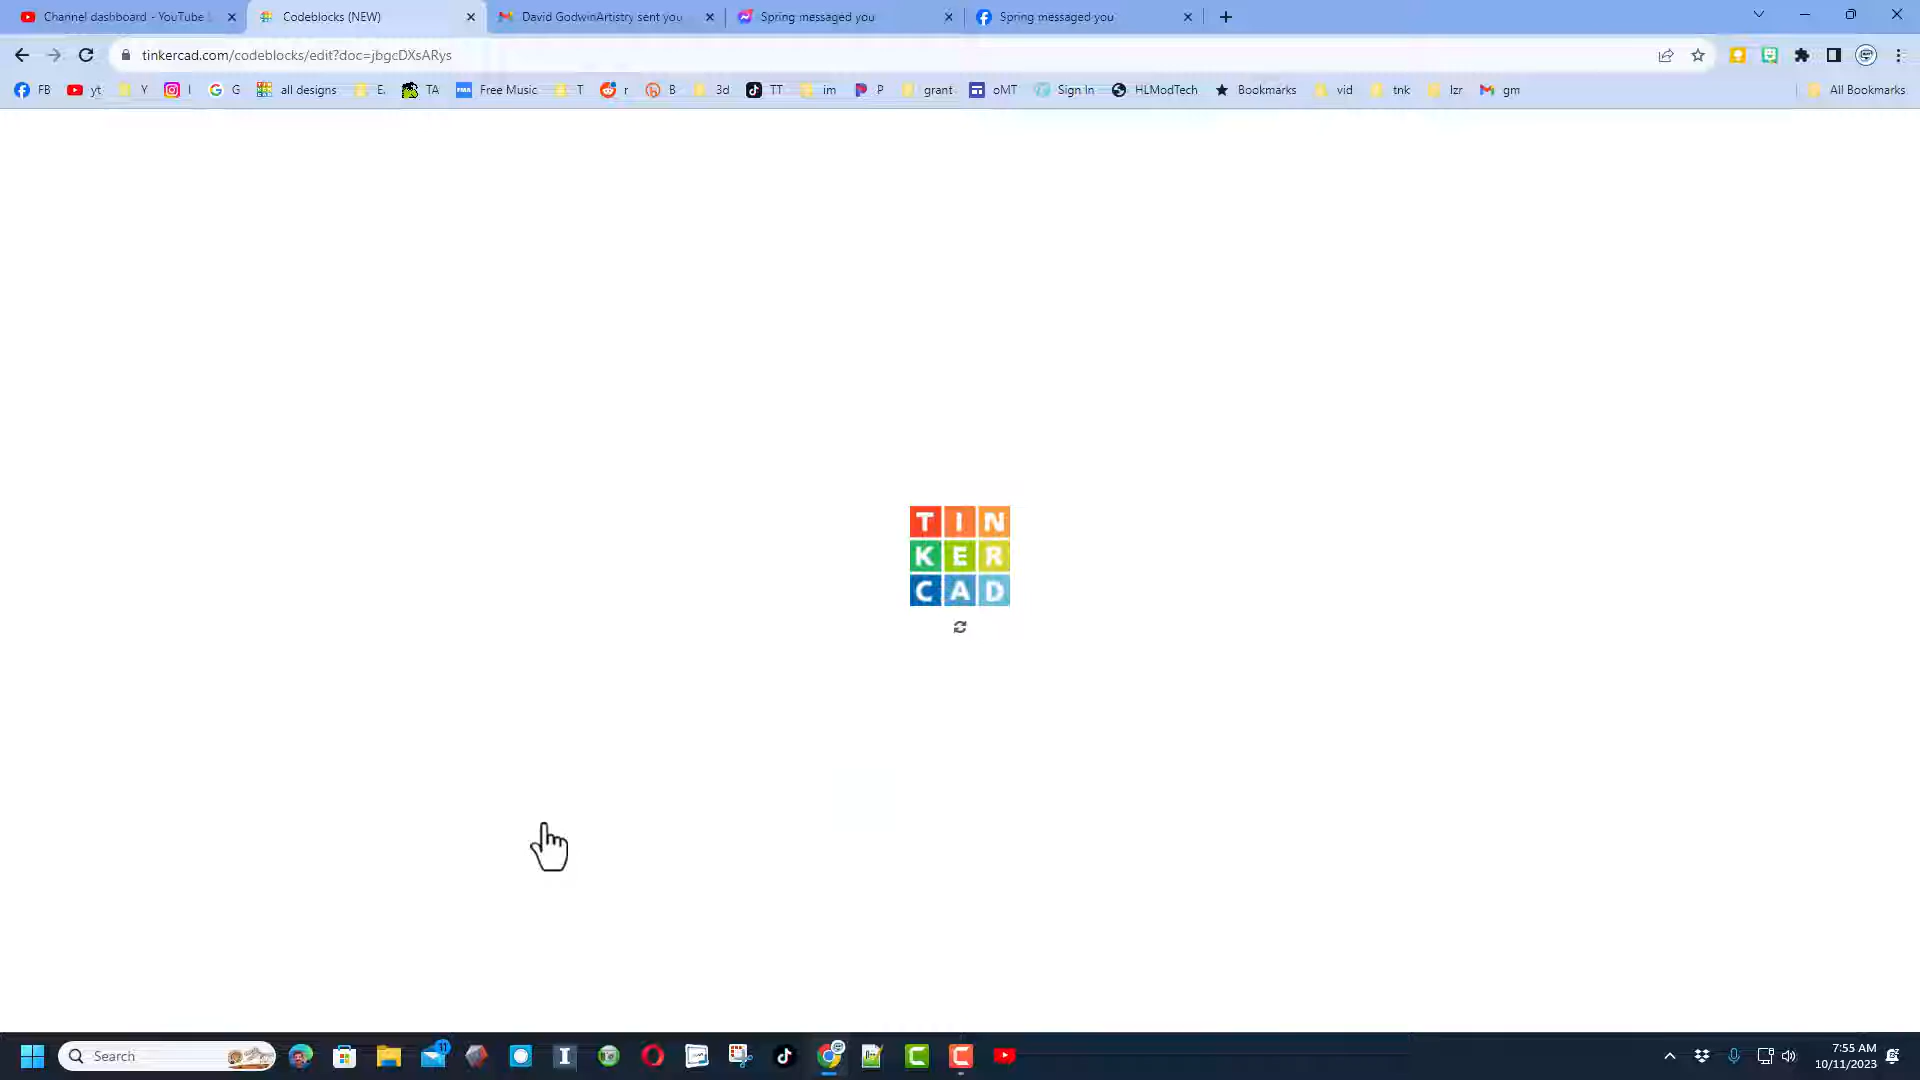 Channel dashboard - YouTube
Codeblocks (NEW)
David GodwinArtistry sent you
Spring messaged you
Spring messaged you
tinkercad.com/codeblocks/edit?doc=jbgcDXsARys
FB
yt
Y
I
G
all designs
E.
TA
FMA
Free Music
T
r
B
3d
TT
im
P
grant
oMT
Sign In
HLModTech
Bookmarks
vid
tnk
lzr
gm
All Bookmarks
TIN
KER
CAD
Search
11
7:55 AM
10/11/2023